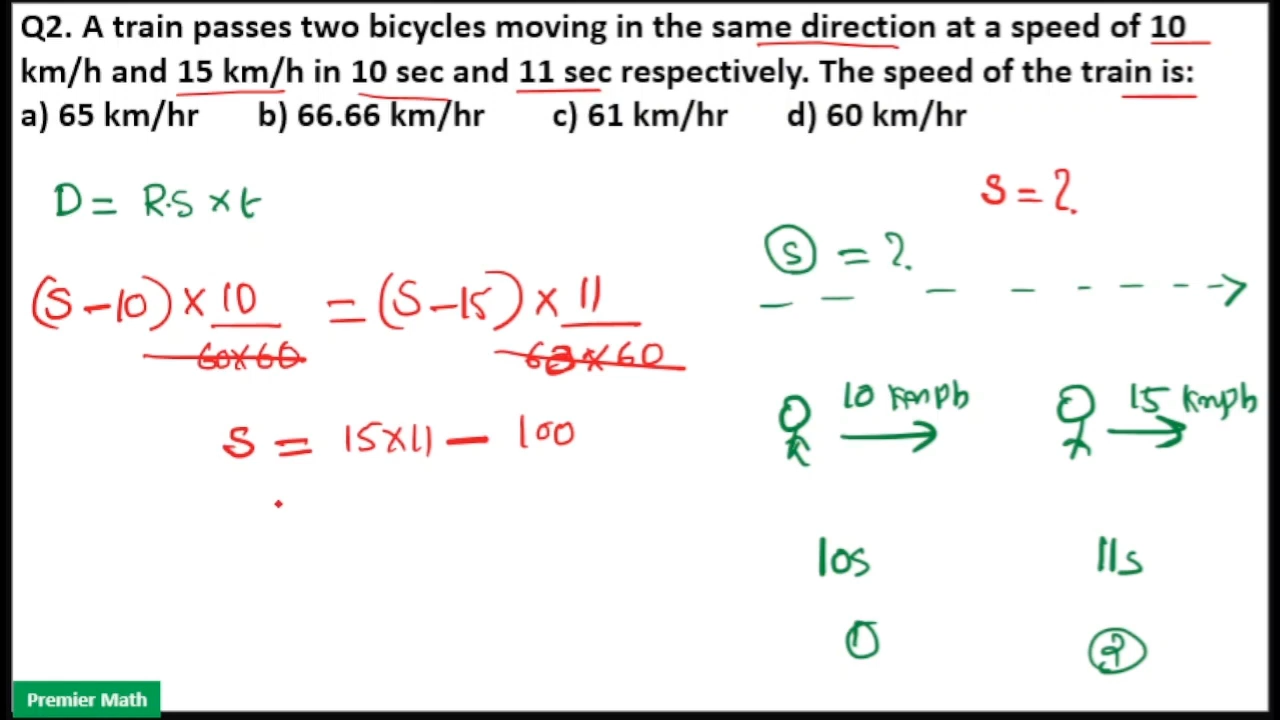 Q2. A train passes two bicycles moving in the same direction at a speed of 10
km/h and 15 km/h in 10 sec and 11 sec respectively. The speed of the train is:
a) 65 km/hr b) 66.66 km/hr c) 61 km/hr d) 60 km/hr
D = R.S × t
S = ?
S = ?
(S - 10) × 10 = (S - 15) × 11
60×60 60×60
10 kmph 15 kmph
S = 15×11 - 100
10s 11s
1 2
Premier Math